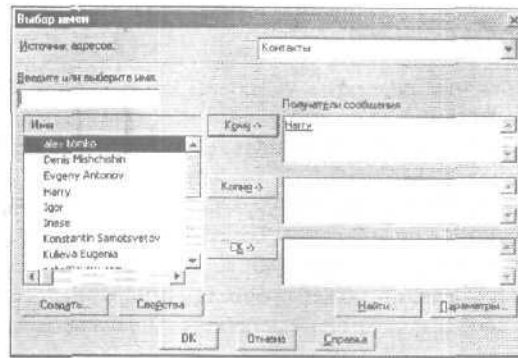 Выбор имен
Источник адресов:
Контакты
Введите или выберите имя:
Получатели сообщения
Имя
Кому ->
Harry
alex tomko
Denis Mishchishin
Evgeny Antonov
Harry
Igor
Inese
Konstantin Samotsvetov
Kulieva Eugenia
Копия ->
СК ->
Создать...
Свойства
Найти...
Параметры...
OK
Отмена
Справка